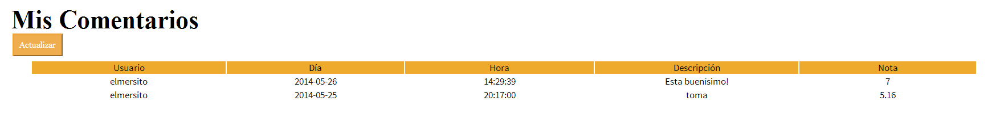 Mis Comentarios
Actualizar
Usuario Día Hora Descripción Nota
elmersito 2014-05-26 14:29:39 Esta buenísimo! 7
elmersito 2014-05-25 20:17:00 toma 5.16